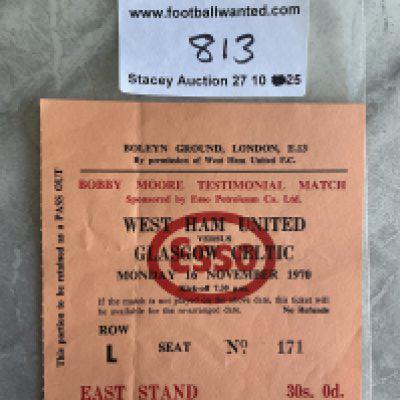 www.footballwanted.com
813
Stacey Auction 27 10 25
BOLEYN GROUND, LONDON, E.13
By permission of West Ham United F.C.
BOBBY MOORE TESTIMONIAL MATCH
Sponsored by Esso Petroleum Co. Ltd.
WEST HAM UNITED
VERSUS
GLASGOW CELTIC
Esso
MONDAY 16 NOVEMBER 1970
Kick-off 7.30 p.m.
If the match is not played on the above date, this ticket
will be available for the re-arranged date. No Refunds
ROW
L
SEAT
No
171
EAST STAND
30s. 0d.
This portion to be retained as a PASS OUT